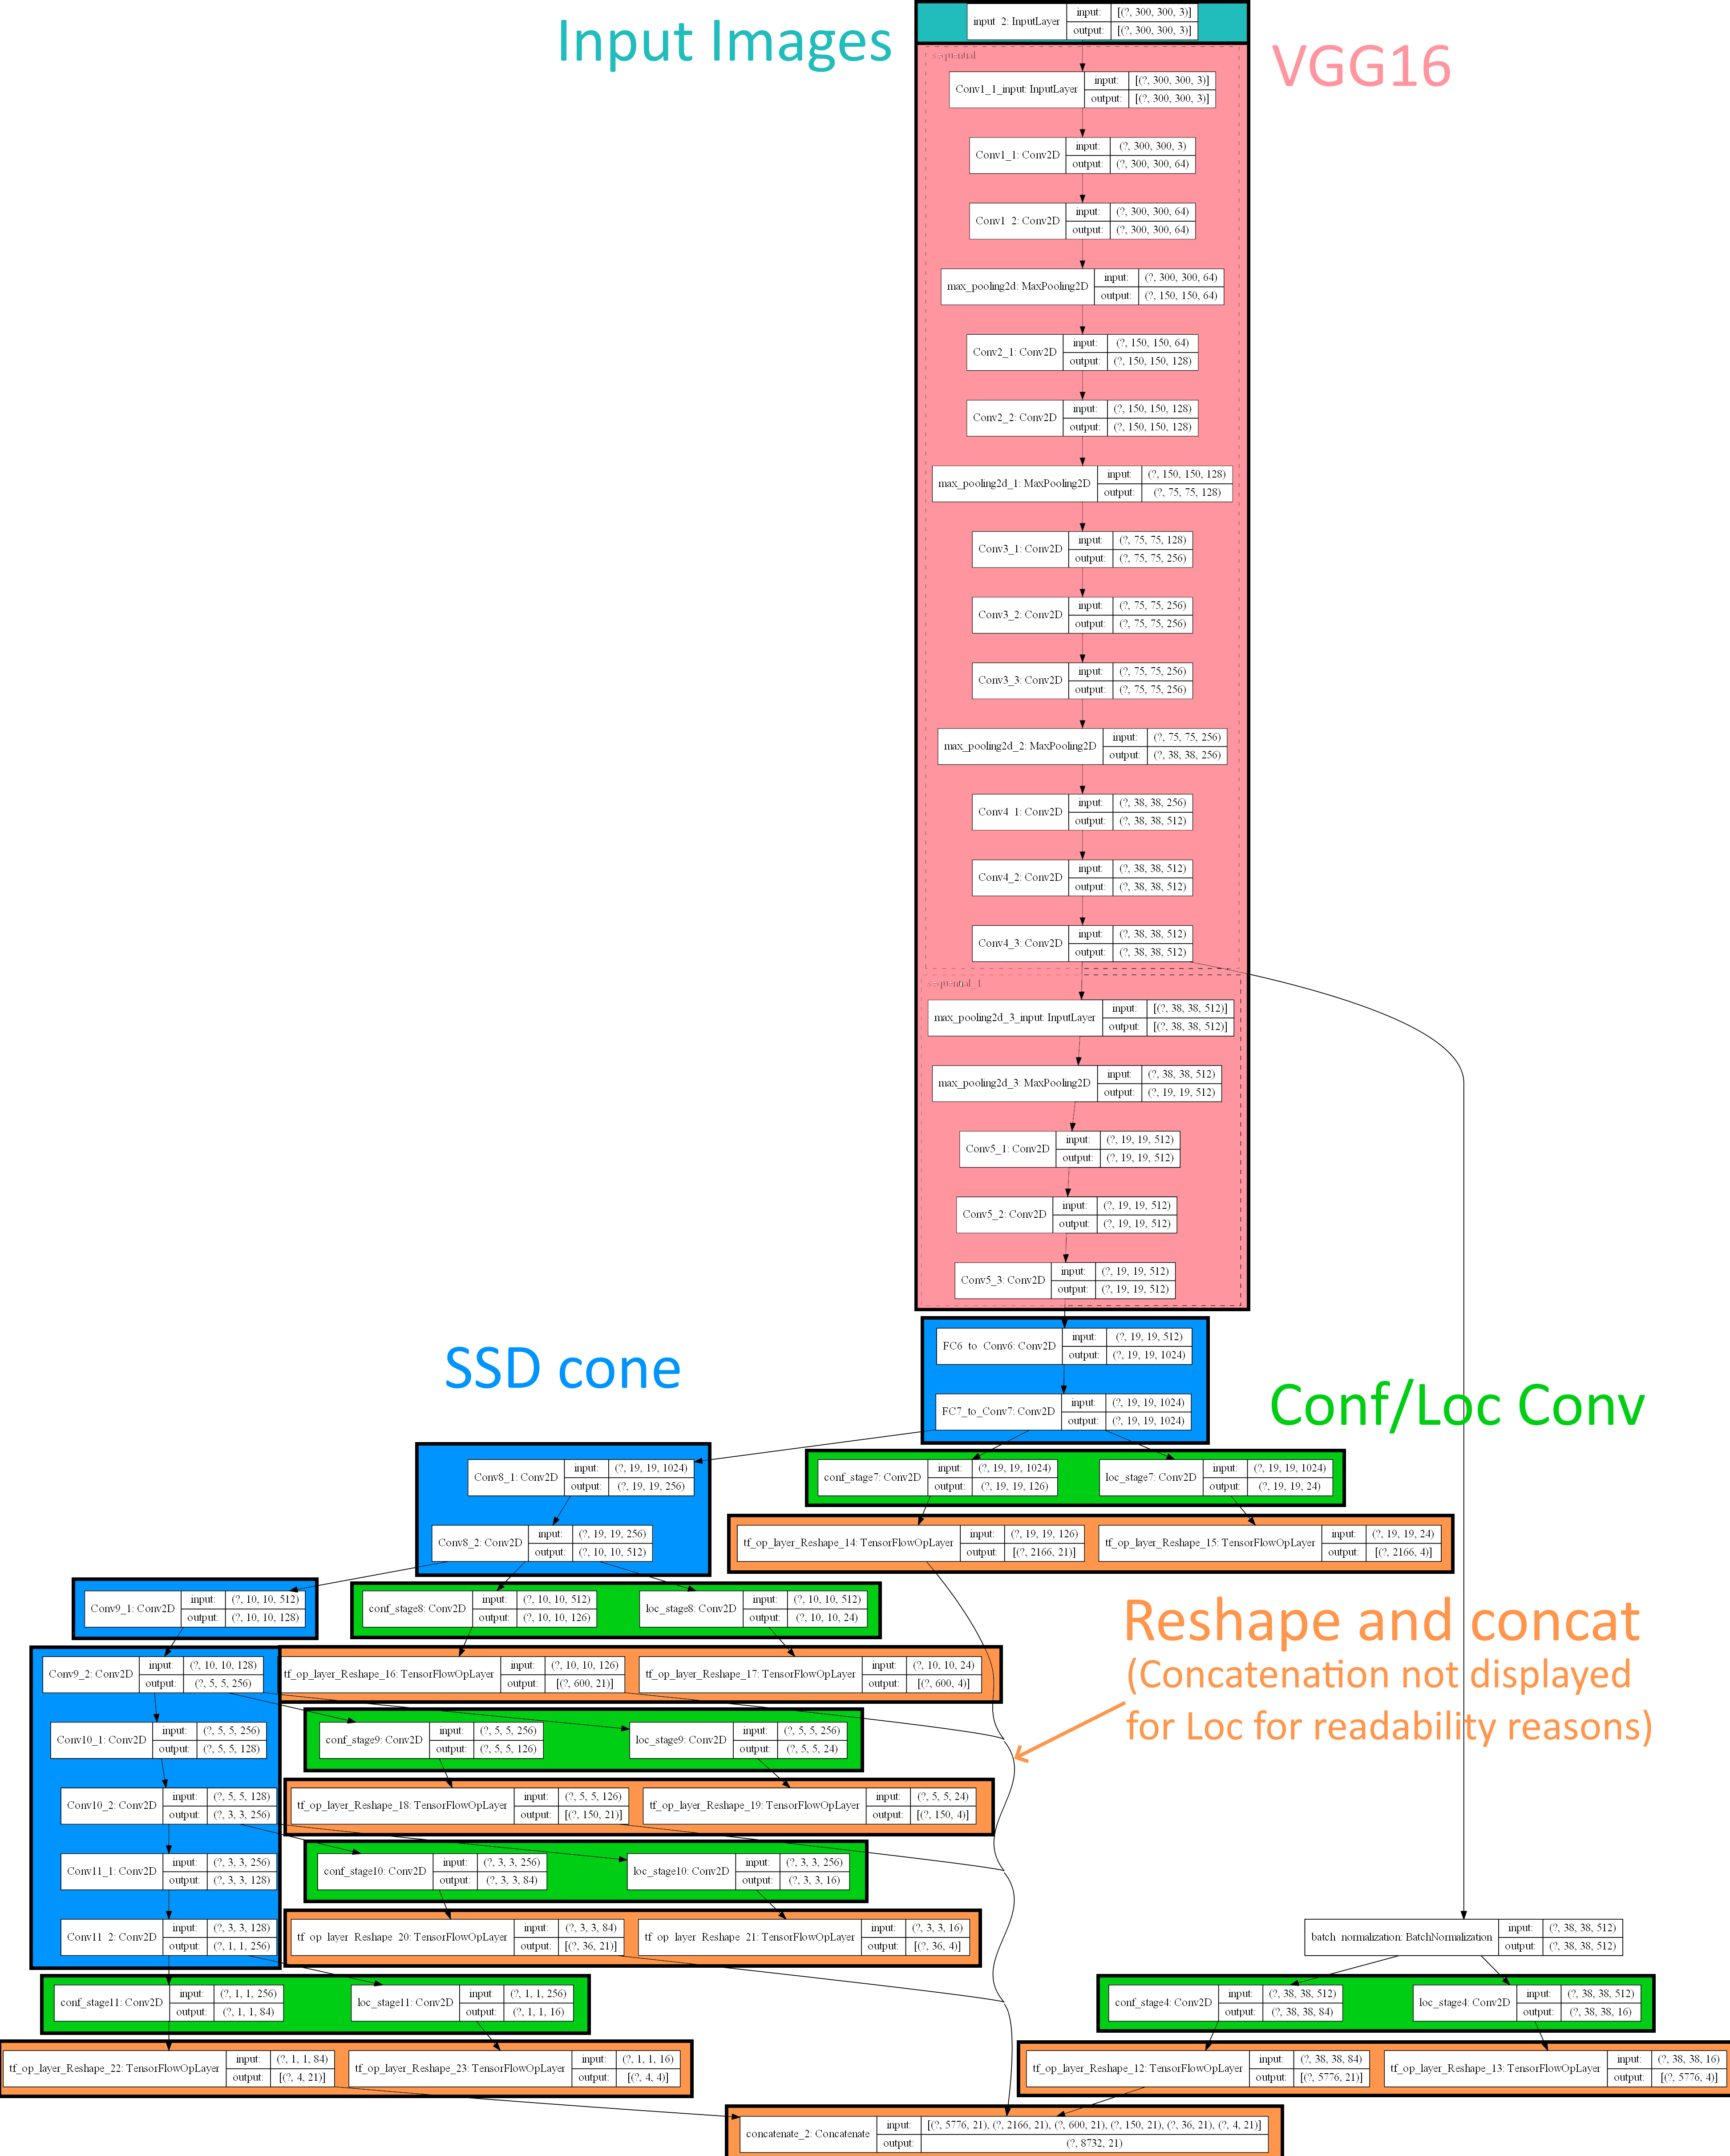 Input Images
input_2: InputLayer input: [(?, 300, 300, 3)] output: [(?, 300, 300, 3)]
VGG16
sequential
Conv1_1_input: InputLayer input: [(?, 300, 300, 3)] output: [(?, 300, 300, 3)]
Conv1_1: Conv2D input: (?, 300, 300, 3) output: (?, 300, 300, 64)
Conv1_2: Conv2D input: (?, 300, 300, 64) output: (?, 300, 300, 64)
max_pooling2d: MaxPooling2D input: (?, 300, 300, 64) output: (?, 150, 150, 64)
Conv2_1: Conv2D input: (?, 150, 150, 64) output: (?, 150, 150, 128)
Conv2_2: Conv2D input: (?, 150, 150, 128) output: (?, 150, 150, 128)
max_pooling2d_1: MaxPooling2D input: (?, 150, 150, 128) output: (?, 75, 75, 128)
Conv3_1: Conv2D input: (?, 75, 75, 128) output: (?, 75, 75, 256)
Conv3_2: Conv2D input: (?, 75, 75, 256) output: (?, 75, 75, 256)
Conv3_3: Conv2D input: (?, 75, 75, 256) output: (?, 75, 75, 256)
max_pooling2d_2: MaxPooling2D input: (?, 75, 75, 256) output: (?, 38, 38, 256)
Conv4_1: Conv2D input: (?, 38, 38, 256) output: (?, 38, 38, 512)
Conv4_2: Conv2D input: (?, 38, 38, 512) output: (?, 38, 38, 512)
Conv4_3: Conv2D input: (?, 38, 38, 512) output: (?, 38, 38, 512)
sequential_1
max_pooling2d_3_input: InputLayer input: [(?, 38, 38, 512)] output: [(?, 38, 38, 512)]
max_pooling2d_3: MaxPooling2D input: (?, 38, 38, 512) output: (?, 19, 19, 512)
Conv5_1: Conv2D input: (?, 19, 19, 512) output: (?, 19, 19, 512)
Conv5_2: Conv2D input: (?, 19, 19, 512) output: (?, 19, 19, 512)
Conv5_3: Conv2D input: (?, 19, 19, 512) output: (?, 19, 19, 512)
SSD cone
FC6_to_Conv6: Conv2D input: (?, 19, 19, 512) output: (?, 19, 19, 1024)
FC7_to_Conv7: Conv2D input: (?, 19, 19, 1024) output: (?, 19, 19, 1024)
Conf/Loc Conv
Conv8_1: Conv2D input: (?, 19, 19, 1024) output: (?, 19, 19, 256)
conf_stage7: Conv2D input: (?, 19, 19, 1024) output: (?, 19, 19, 126)
loc_stage7: Conv2D input: (?, 19, 19, 1024) output: (?, 19, 19, 24)
Conv8_2: Conv2D input: (?, 19, 19, 256) output: (?, 10, 10, 512)
tf_op_layer_Reshape_14: TensorFlowOpLayer input: (?, 19, 19, 126) output: [(?, 2166, 21)]
tf_op_layer_Reshape_15: TensorFlowOpLayer input: (?, 19, 19, 24) output: [(?, 2166, 4)]
Conv9_1: Conv2D input: (?, 10, 10, 512) output: (?, 10, 10, 128)
conf_stage8: Conv2D input: (?, 10, 10, 512) output: (?, 10, 10, 126)
loc_stage8: Conv2D input: (?, 10, 10, 512) output: (?, 10, 10, 24)
Reshape and concat
(Concatenation not displayed
for Loc for readability reasons)
Conv9_2: Conv2D input: (?, 10, 10, 128) output: (?, 5, 5, 256)
tf_op_layer_Reshape_16: TensorFlowOpLayer input: (?, 10, 10, 126) output: [(?, 600, 21)]
tf_op_layer_Reshape_17: TensorFlowOpLayer input: (?, 10, 10, 24) output: [(?, 600, 4)]
Conv10_1: Conv2D input: (?, 5, 5, 256) output: (?, 5, 5, 128)
conf_stage9: Conv2D input: (?, 5, 5, 256) output: (?, 5, 5, 126)
loc_stage9: Conv2D input: (?, 5, 5, 256) output: (?, 5, 5, 24)
Conv10_2: Conv2D input: (?, 5, 5, 128) output: (?, 3, 3, 256)
tf_op_layer_Reshape_18: TensorFlowOpLayer input: (?, 5, 5, 126) output: [(?, 150, 21)]
tf_op_layer_Reshape_19: TensorFlowOpLayer input: (?, 5, 5, 24) output: [(?, 150, 4)]
Conv11_1: Conv2D input: (?, 3, 3, 256) output: (?, 3, 3, 128)
conf_stage10: Conv2D input: (?, 3, 3, 256) output: (?, 3, 3, 84)
loc_stage10: Conv2D input: (?, 3, 3, 256) output: (?, 3, 3, 16)
Conv11_2: Conv2D input: (?, 3, 3, 128) output: (?, 1, 1, 256)
tf_op_layer_Reshape_20: TensorFlowOpLayer input: (?, 3, 3, 84) output: [(?, 36, 21)]
tf_op_layer_Reshape_21: TensorFlowOpLayer input: (?, 3, 3, 16) output: [(?, 36, 4)]
batch_normalization: BatchNormalization input: (?, 38, 38, 512) output: (?, 38, 38, 512)
conf_stage11: Conv2D input: (?, 1, 1, 256) output: (?, 1, 1, 84)
loc_stage11: Conv2D input: (?, 1, 1, 256) output: (?, 1, 1, 16)
conf_stage4: Conv2D input: (?, 38, 38, 512) output: (?, 38, 38, 84)
loc_stage4: Conv2D input: (?, 38, 38, 512) output: (?, 38, 38, 16)
tf_op_layer_Reshape_22: TensorFlowOpLayer input: (?, 1, 1, 84) output: [(?, 4, 21)]
tf_op_layer_Reshape_23: TensorFlowOpLayer input: (?, 1, 1, 16) output: [(?, 4, 4)]
tf_op_layer_Reshape_12: TensorFlowOpLayer input: (?, 38, 38, 84) output: [(?, 5776, 21)]
tf_op_layer_Reshape_13: TensorFlowOpLayer input: (?, 38, 38, 16) output: [(?, 5776, 4)]
concatenate_2: Concatenate input: [(?, 5776, 21), (?, 2166, 21), (?, 600, 21), (?, 150, 21), (?, 36, 21), (?, 4, 21)] output: (?, 8732, 21)